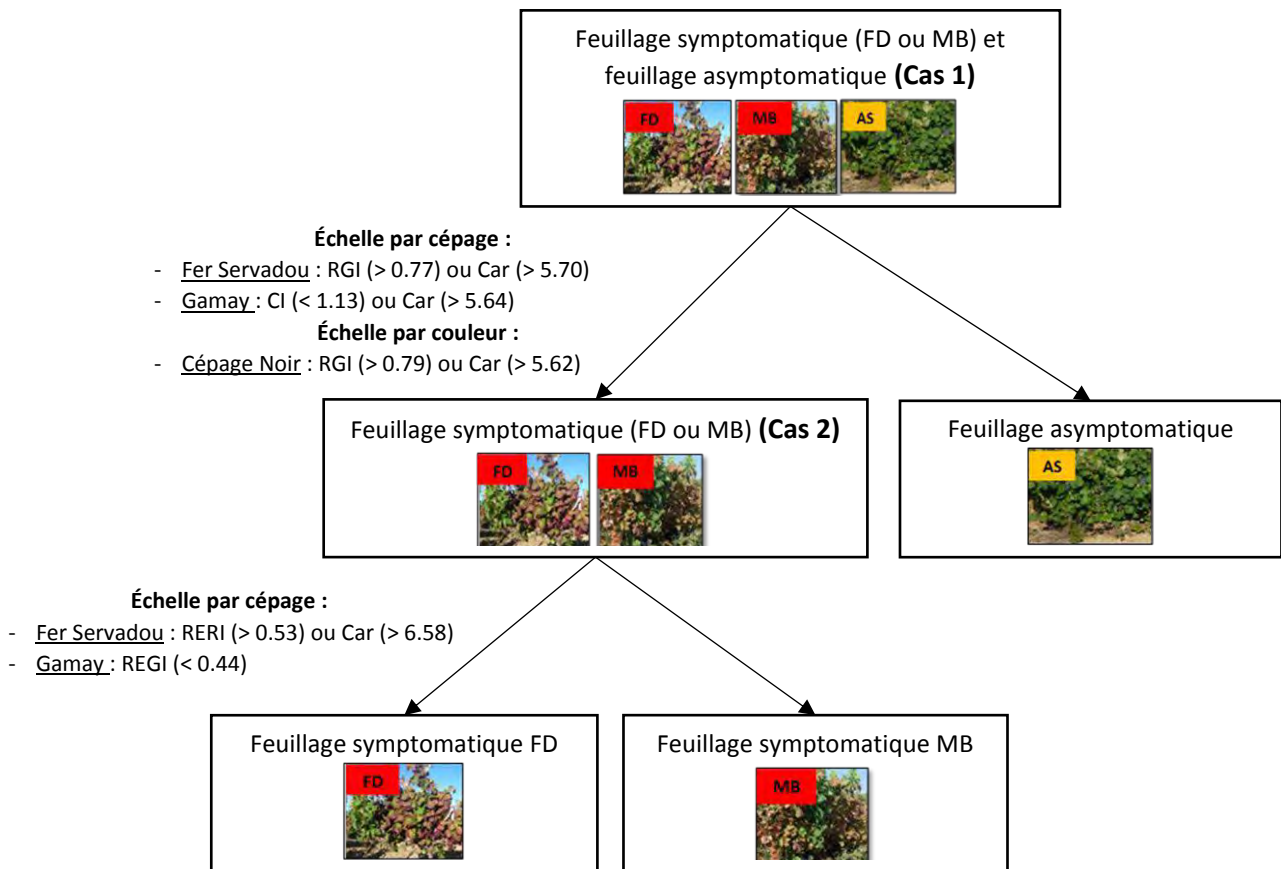 Feuillage symptomatique (FD ou MB) et
feuillage asymptomatique (Cas 1)
FD
MB
AS
Échelle par cépage :
- Fer Servadou : RGI (> 0.77) ou Car (> 5.70)
- Gamay : CI (< 1.13) ou Car (> 5.64)
Échelle par couleur :
- Cépage Noir : RGI (> 0.79) ou Car (> 5.62)
Feuillage symptomatique (FD ou MB) (Cas 2)
FD
MB
Feuillage asymptomatique
AS
Échelle par cépage :
- Fer Servadou : RERI (> 0.53) ou Car (> 6.58)
- Gamay : REGI (< 0.44)
Feuillage symptomatique FD
FD
Feuillage symptomatique MB
MB